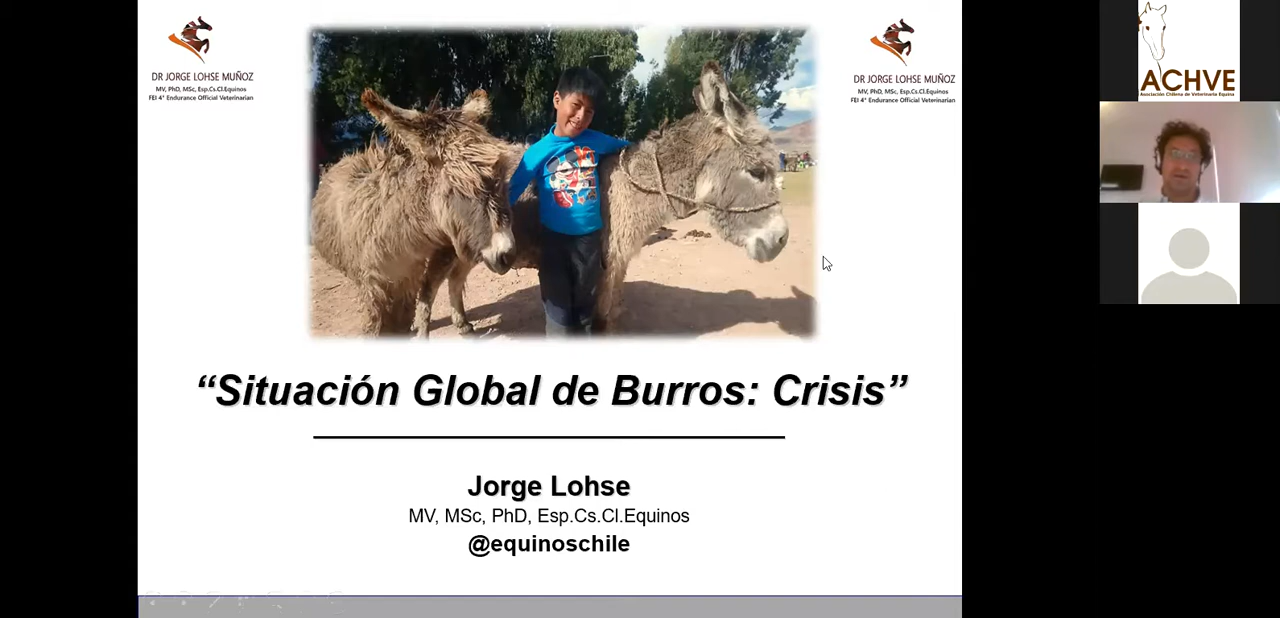 DR JORGE LOHSE MUÑOZ
MV, PhD, MSc, Esp.Cs.Cl.Equinos
FEI 4* Endurance Official Veterinarian
DR JORGE LOHSE MUÑOZ
MV, PhD, MSc, Esp.Cs.Cl.Equinos
FEI 4* Endurance Official Veterinarian
“Situación Global de Burros: Crisis”
Jorge Lohse
MV, MSc, PhD, Esp.Cs.Cl.Equinos
@equinoschile
ACHVE
Asociación Chilena de Veterinaria Equina